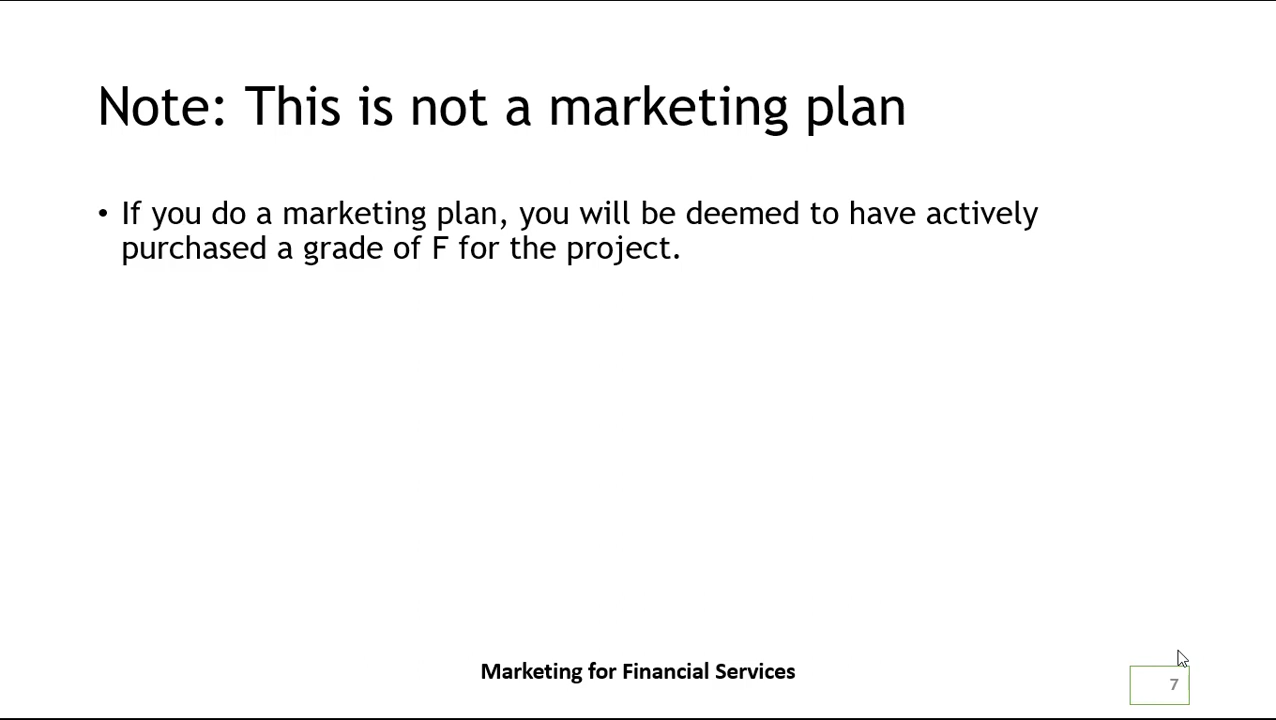 Note: This is not a marketing plan
• If you do a marketing plan, you will be deemed to have actively
purchased a grade of F for the project.
Marketing for Financial Services
7